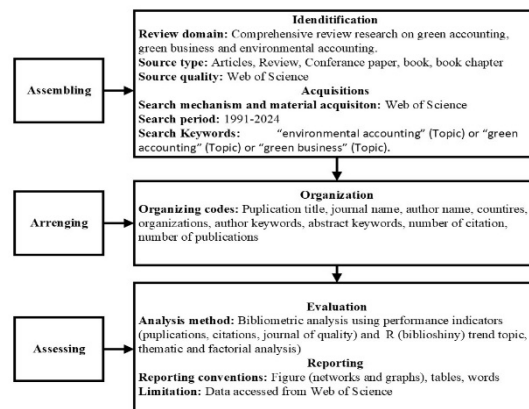 Idenditification
Review domain: Comprehensive review research on green accounting,
green business and environmental accounting.
Source type: Articles, Review, Conferance paper, book, book chapter
Source quality: Web of Science
Assembling
Acquisitions
Search mechanism and material acquisiton: Web of Science
Search period: 1991-2024
Search Keywords: "environmental accounting" (Topic) or "green
accounting" (Topic) or "green business" (Topic).
Organization
Organizing codes: Puplication title, journal name, author name, countires,
organizations, author keywords, abstract keywords, number of citation,
number of publications
Arrenging
Evaluation
Analysis method: Bibliometric analysis using performance indicators
(puplications, citations, journal of quality) and R (biblioshiny) trend topic,
thematic and factorial analysis)
Assessing
Reporting
Reporting conventions: Figure (networks and graphs), tables, words
Limitation: Data accessed from Web of Science